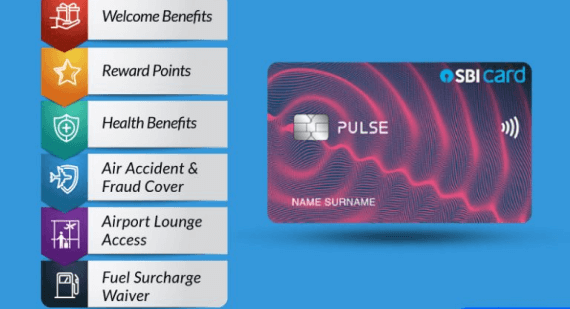 Welcome Benefits
Reward Points
Health Benefits
Air Accident &
Fraud Cover
Airport Lounge
Access
Fuel Surcharge
Waiver
SBI card
PULSE
NAME SURNAME